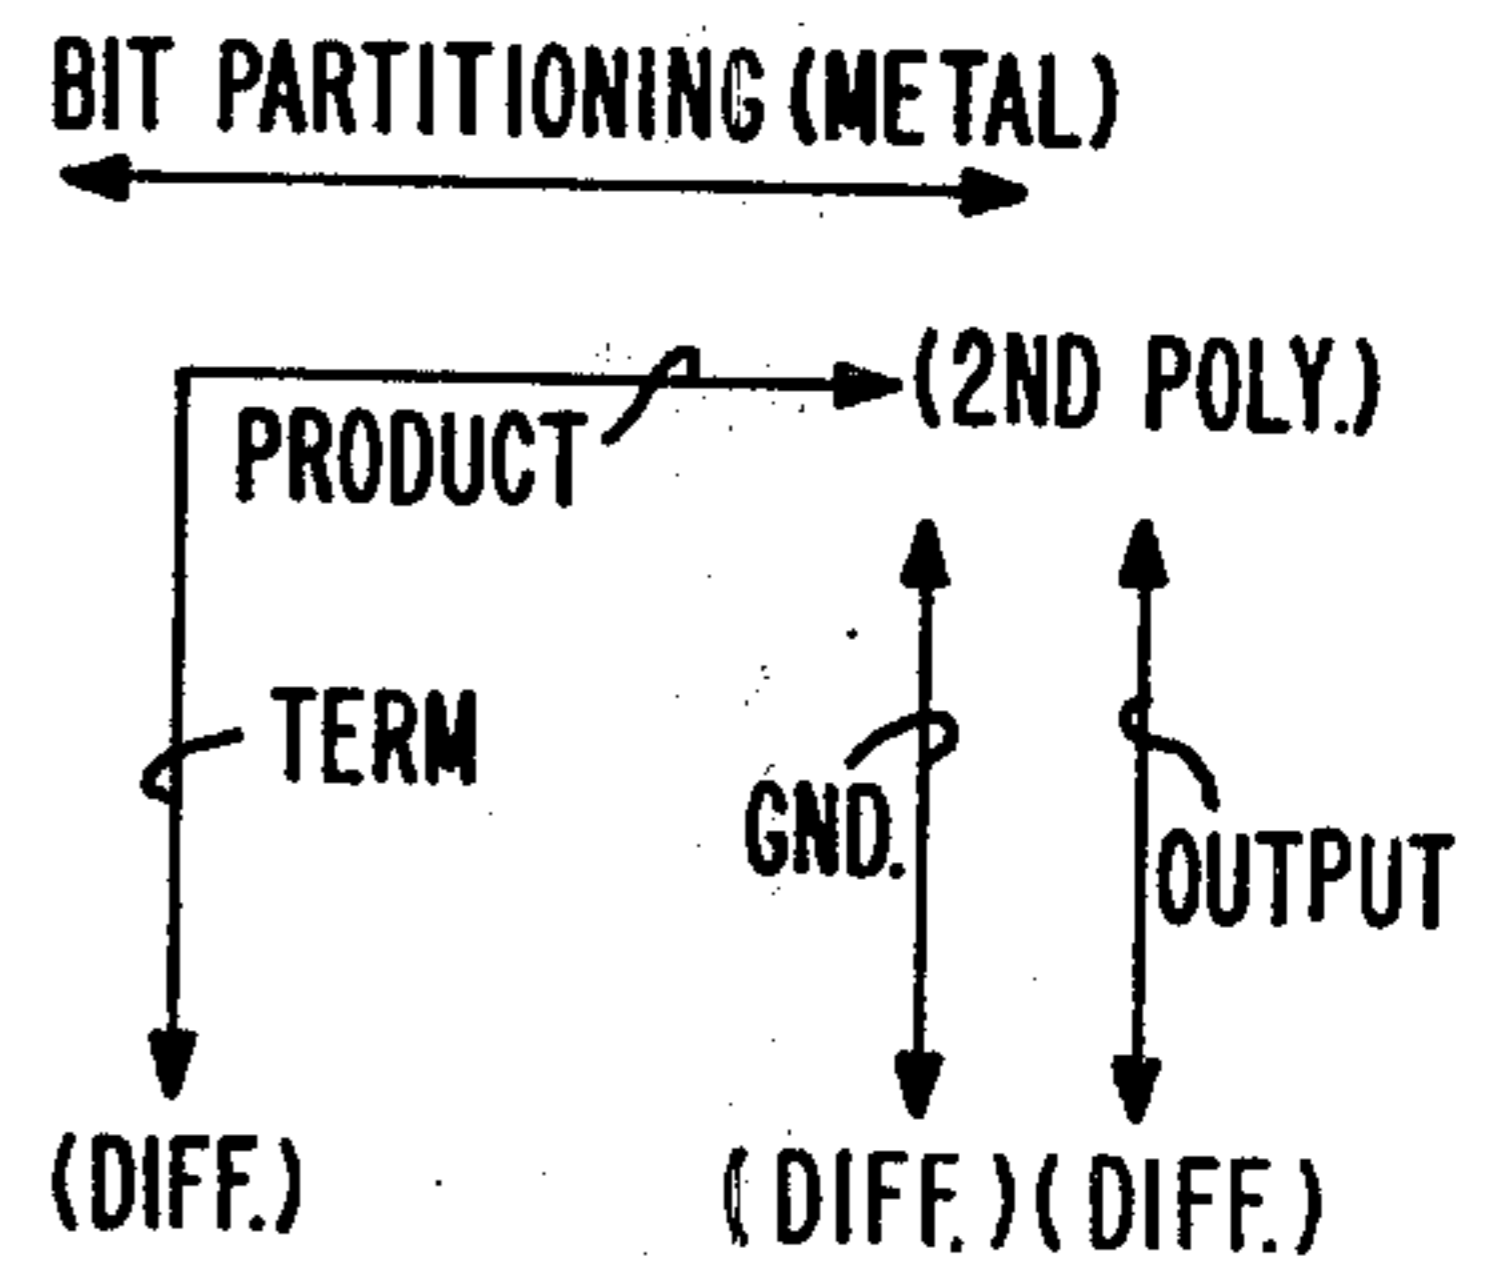 BIT PARTITIONING (METAL)
(2ND POLY.)
PRODUCT
TERM
GND.
OUTPUT
(DIFF.)
(DIFF.) (DIFF.)